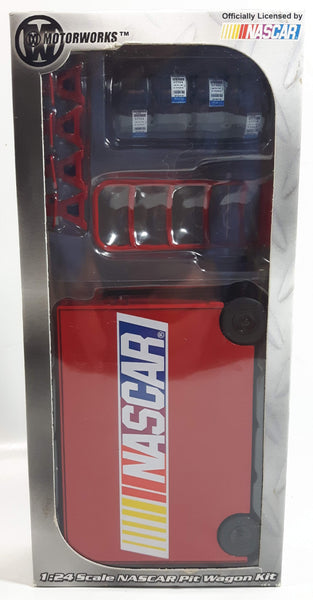 MOTORWORKS™
Officially Licensed by
NASCAR
NASCAR®
1:24 Scale NASCAR Pit Wagon Kit